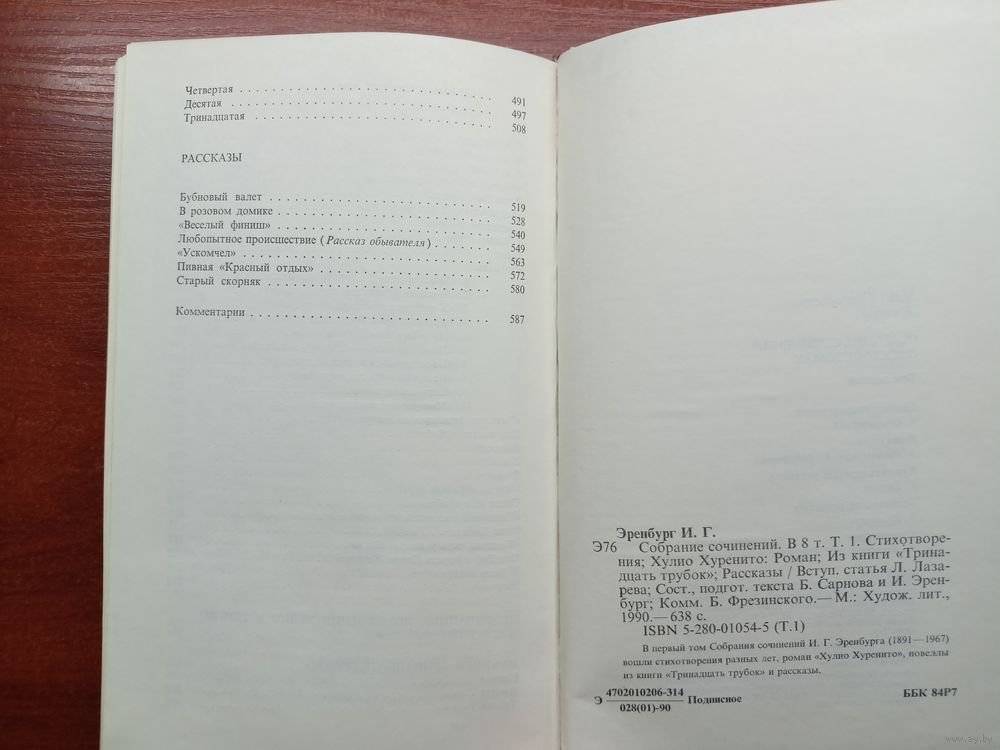 Четвертая . . . . . . . . . . . . . . . . . . . . . . . . . . . . . 491
Десятая . . . . . . . . . . . . . . . . . . . . . . . . . . . . . . 497
Тринадцатая . . . . . . . . . . . . . . . . . . . . . . . . . . . 508
РАССКАЗЫ
Бубновый валет . . . . . . . . . . . . . . . . . . . . . . . . . . 519
В розовом домике . . . . . . . . . . . . . . . . . . . . . . . . . 528
«Веселый финиш» . . . . . . . . . . . . . . . . . . . . . . . . . 540
Любопытное происшествие (Рассказ обывателя) . . . . . . . 549
«Ускомчел» . . . . . . . . . . . . . . . . . . . . . . . . . . . . . 563
Пивная «Красный отдых» . . . . . . . . . . . . . . . . . . . . 572
Старый скорняк . . . . . . . . . . . . . . . . . . . . . . . . . . 580
Комментарии . . . . . . . . . . . . . . . . . . . . . . . . . . . . 587
Эренбург И. Г.
Э76 Собрание сочинений. В 8 т. Т. 1. Стихотворе-
ния; Хулио Хуренито: Роман; Из книги «Трина-
дцать трубок»; Рассказы / Вступ. статья Л. Лаза-
рева; Сост., подгот. текста Б. Сарнова и И. Эрен-
бург; Комм. Б. Фрезинского.— М.: Худож. лит.,
1990.— 638 с.
ISBN 5-280-01054-5 (Т.1)
В первый том Собрания сочинений И. Г. Эренбурга (1891—1967)
вошли стихотворения разных лет, роман «Хулио Хуренито», новеллы
из книги «Тринадцать трубок» и рассказы.
Э 4702010206-314 Подписное ББК 84Р7
028(01)-90
www.ay.by